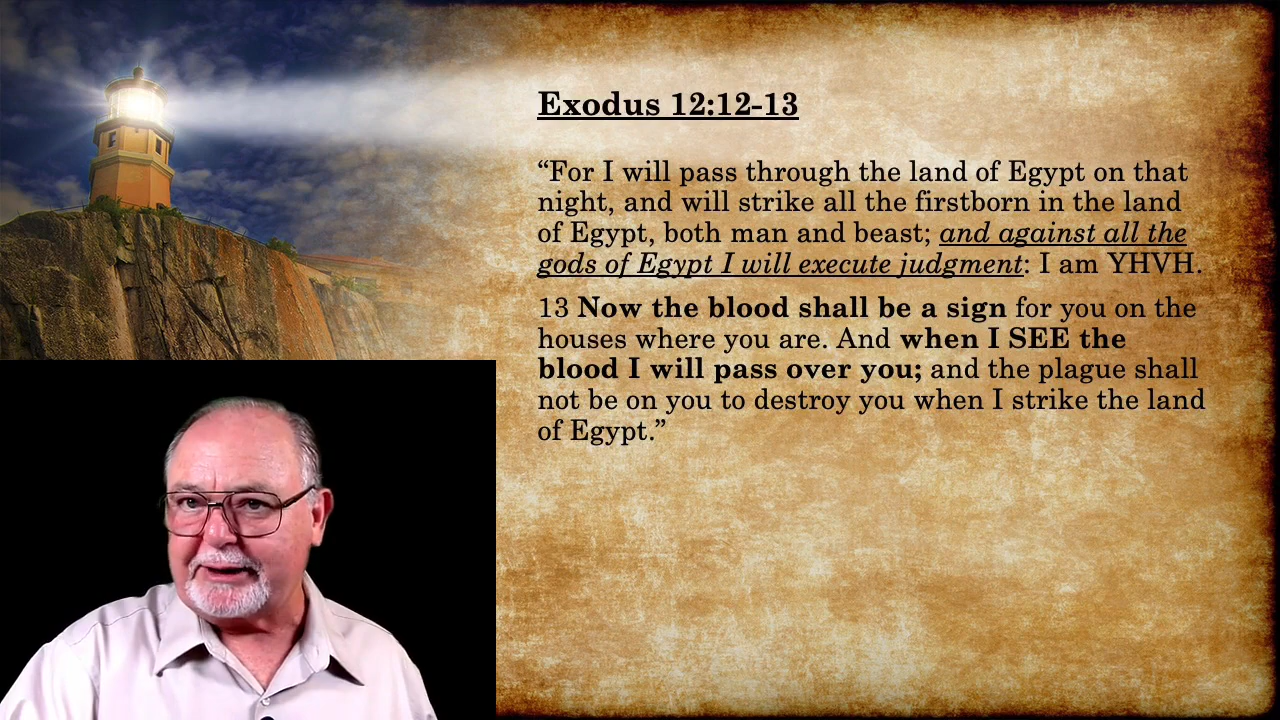 Exodus 12:12-13
“For I will pass through the land of Egypt on that
night, and will strike all the firstborn in the land
of Egypt, both man and beast; and against all the
gods of Egypt I will execute judgment: I am YHVH.
13 Now the blood shall be a sign for you on the
houses where you are. And when I SEE the
blood I will pass over you; and the plague shall
not be on you to destroy you when I strike the land
of Egypt.”